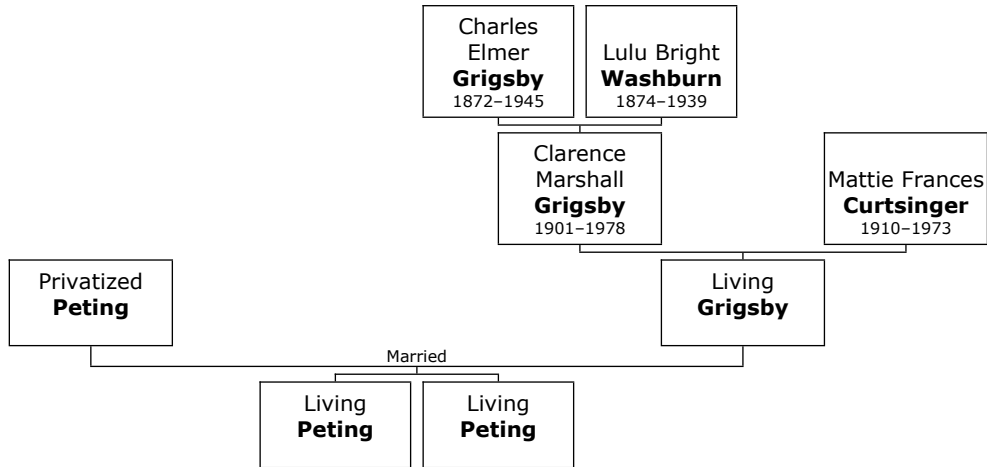 Charles
Elmer
Grigsby
1872–1945
Lulu Bright
Washburn
1874–1939
Clarence
Marshall
Grigsby
1901–1978
Mattie Frances
Curtsinger
1910–1973
Privatized
Peting
Living
Grigsby
Married
Living
Peting
Living
Peting